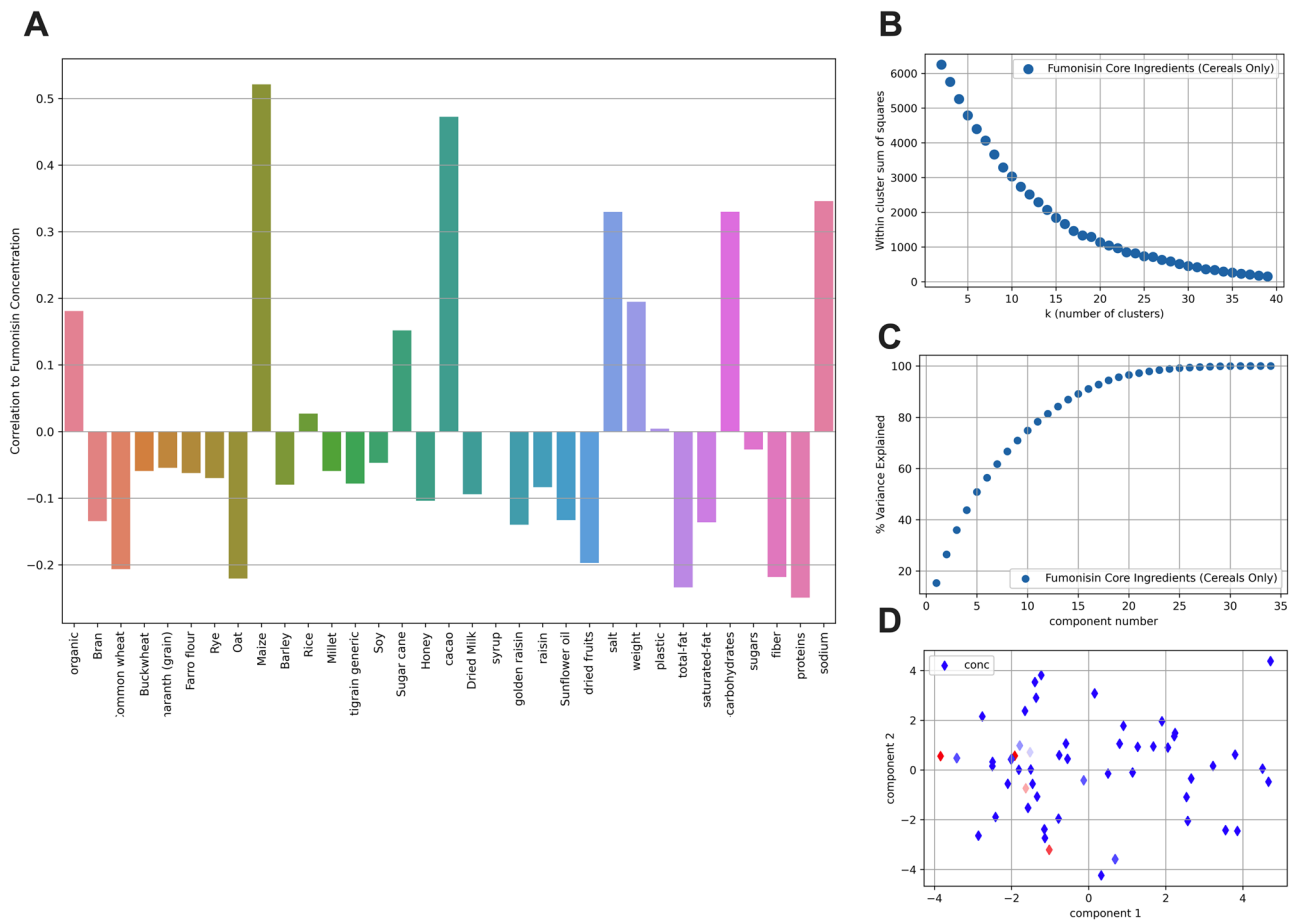 A
Correlation to Fumonisin Concentration
0.5
0.4
0.3
0.2
0.1
0.0
−0.1
−0.2
organic
Bran
Common wheat
Buckwheat
naranth (grain)
Farro flour
Rye
Oat
Maize
Barley
Rice
Millet
tigrain generic
Soy
Sugar cane
Honey
cacao
Dried Milk
syrup
golden raisin
raisin
Sunflower oil
dried fruits
salt
weight
plastic
total-fat
saturated-fat
carbohydrates
sugars
fiber
proteins
sodium
B
Within cluster sum of squares
6000
5000
4000
3000
2000
1000
0
Fumonisin Core Ingredients (Cereals Only)
5 10 15 20 25 30 35 40
k (number of clusters)
C
% Variance Explained
100
80
60
40
20
Fumonisin Core Ingredients (Cereals Only)
0 5 10 15 20 25 30 35
component number
D
component 2
4
2
0
−2
−4
conc
−4 −2 0 2 4
component 1